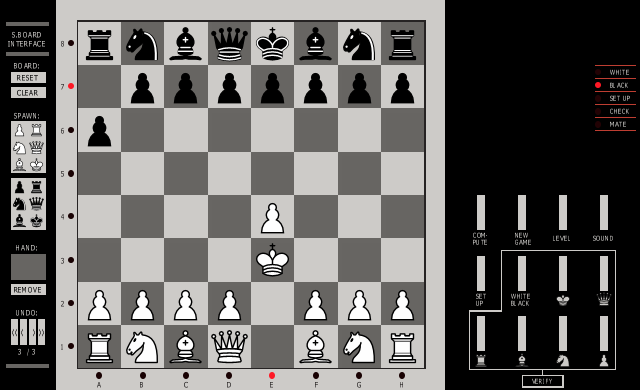 S.BOARD
INTERFACE
BOARD:
RESET
CLEAR
SPAWN:
HAND:
REMOVE
UNDO:
3 / 3
8
7
6
5
4
3
2
1
A B C D E F G H
WHITE
BLACK
SET UP
CHECK
MATE
COM-
PUTE
NEW
GAME
LEVEL
SOUND
SET
UP
WHITE
BLACK
VERIFY